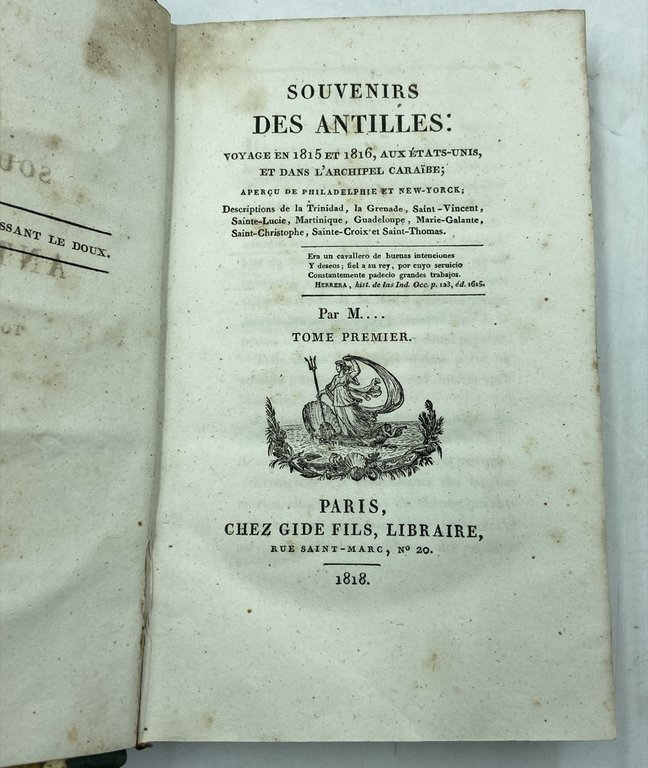 SSANT LE DOUX.
SOUVENIRS
DES ANTILLES:
VOYAGE EN 1815 ET 1816, AUX ÉTATS-UNIS,
ET DANS L'ARCHIPEL CARAÏBE;
APERÇU DE PHILADELPHIE ET NEW-YORCK;
Descriptions de la Trinidad, la Grenade, Saint-Vincent,
Sainte-Lucie, Martinique, Guadeloupe, Marie-Galante,
Saint-Christophe, Sainte-Croix et Saint-Thomas.
Era un cavallero de buenas intenciones
Y deseos; fiel a su rey, por cuyo seruicio
Constantemente padecio grandes trabajos.
HERRERA, hist. de las Ind. Occ. p. 123, éd. 1615.
Par M....
TOME PREMIER.
PARIS,
CHEZ GIDE FILS, LIBRAIRE,
RUE SAINT-MARC, Nº 20.
1818.